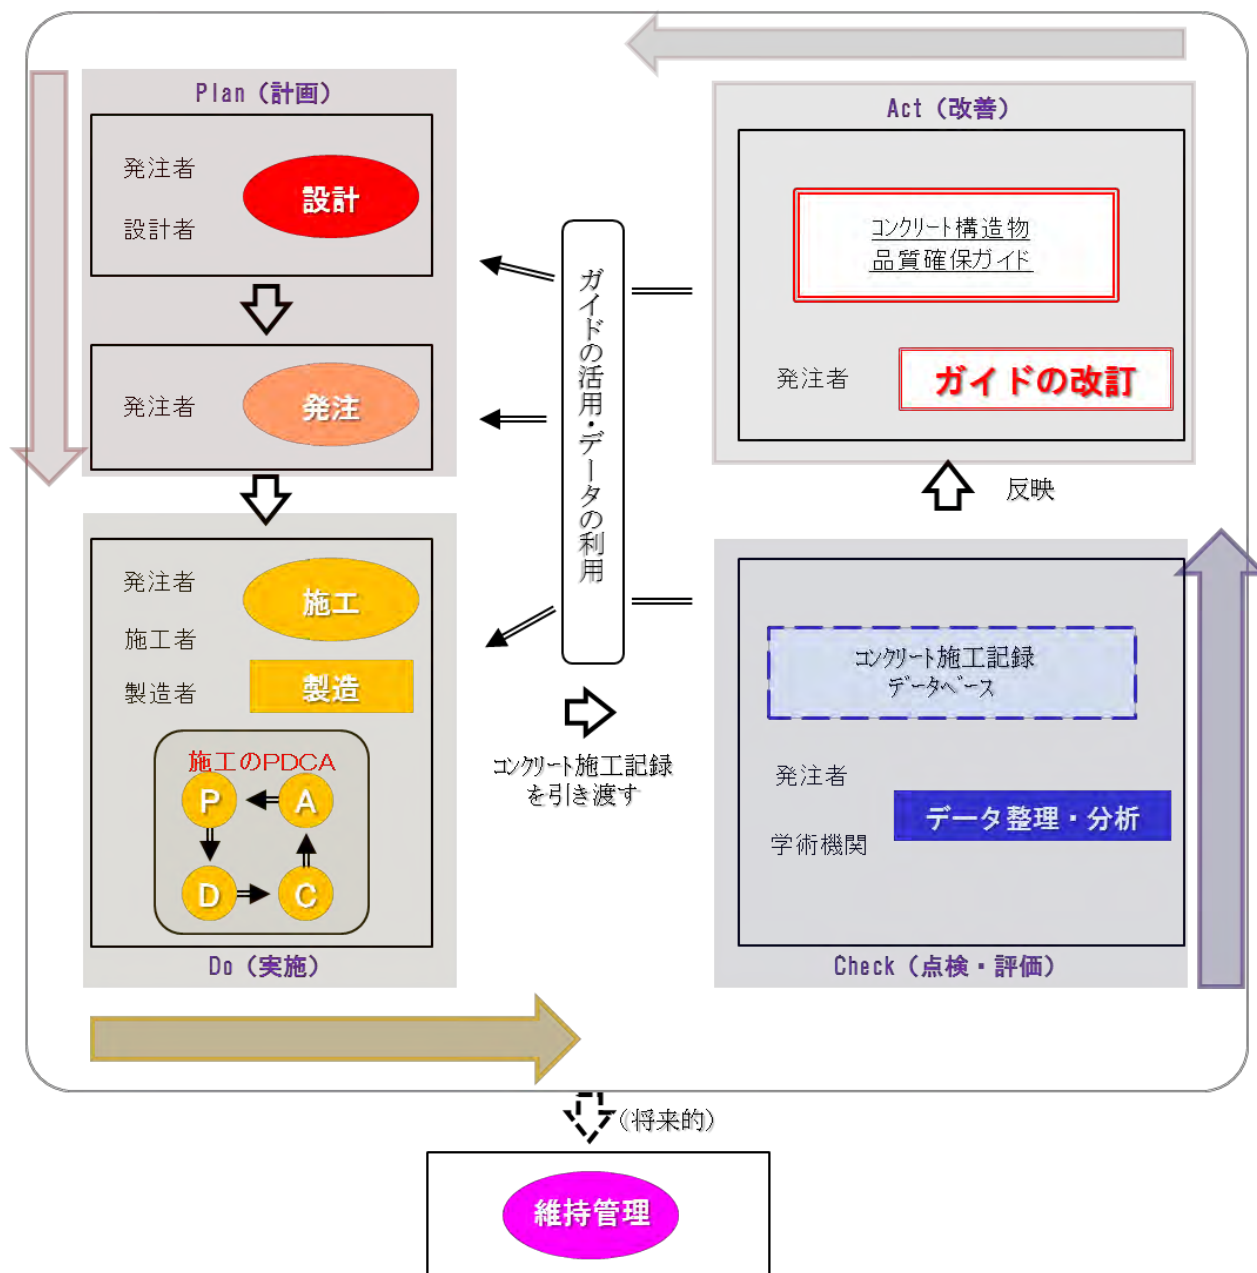 Plan（計画）
発注者
設計者
設計
発注者
発注
発注者
施工者
製造者
施工
製造
施工のPDCA
P
A
D
C
Do（実施）
ガイドの活用・データの利用
コンクリート施工記録
を引き渡す
Act（改善）
コンクリート構造物
品質確保ガイド
発注者
ガイドの改訂
反映
コンクリート施工記録
データベース
発注者
学術機関
データ整理・分析
Check（点検・評価）
（将来的）
維持管理